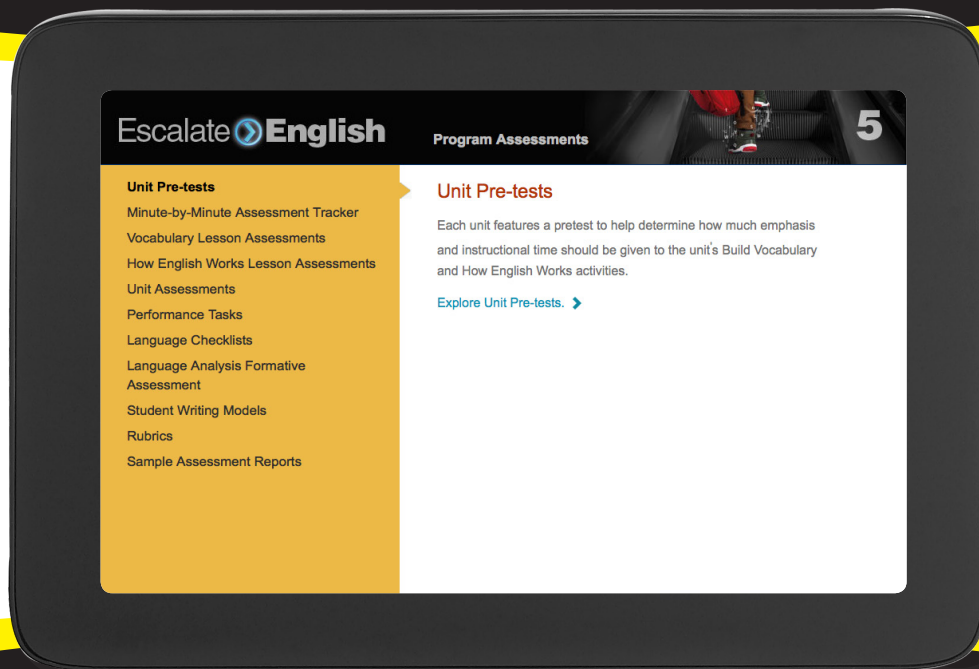 Escalate English
Program Assessments
5
Unit Pre-tests
Minute-by-Minute Assessment Tracker
Vocabulary Lesson Assessments
How English Works Lesson Assessments
Unit Assessments
Performance Tasks
Language Checklists
Language Analysis Formative
Assessment
Student Writing Models
Rubrics
Sample Assessment Reports
Unit Pre-tests
Each unit features a pretest to help determine how much emphasis
and instructional time should be given to the unit's Build Vocabulary
and How English Works activities.
Explore Unit Pre-tests.